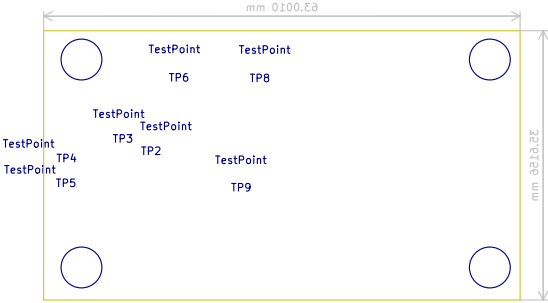 63.0010 mm
TestPoint
TestPoint
TP6
TP8
TestPoint
TestPoint
TP3
TP2
TestPoint
TP4
TestPoint
TP9
TestPoint
TP5
35.6156 mm